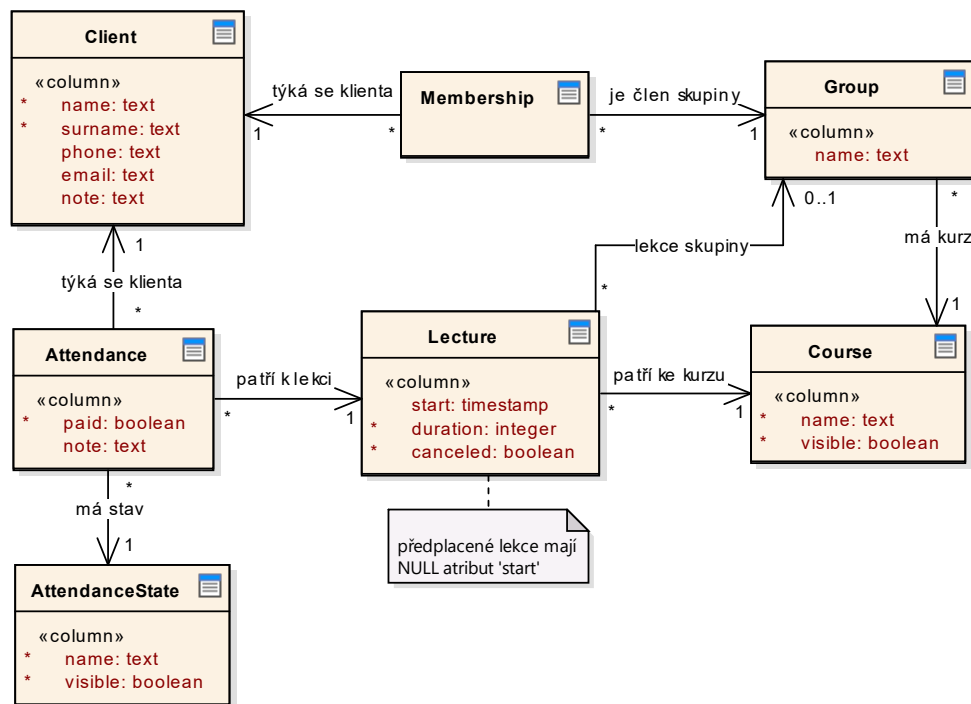 Client
«column»
* name: text
* surname: text
phone: text
email: text
note: text
týká se klienta
1
*
Membership
je člen skupiny
*
1
Group
«column»
name: text
1
týká se klienta
*
lekce skupiny
0..1
*
*
má kurz
1
Attendance
«column»
* paid: boolean
note: text
patří k lekci
*
1
Lecture
«column»
start: timestamp
* duration: integer
* canceled: boolean
patří ke kurzu
*
1
Course
«column»
* name: text
* visible: boolean
*
má stav
1
předplacené lekce mají
NULL atribut 'start'
AttendanceState
«column»
* name: text
* visible: boolean